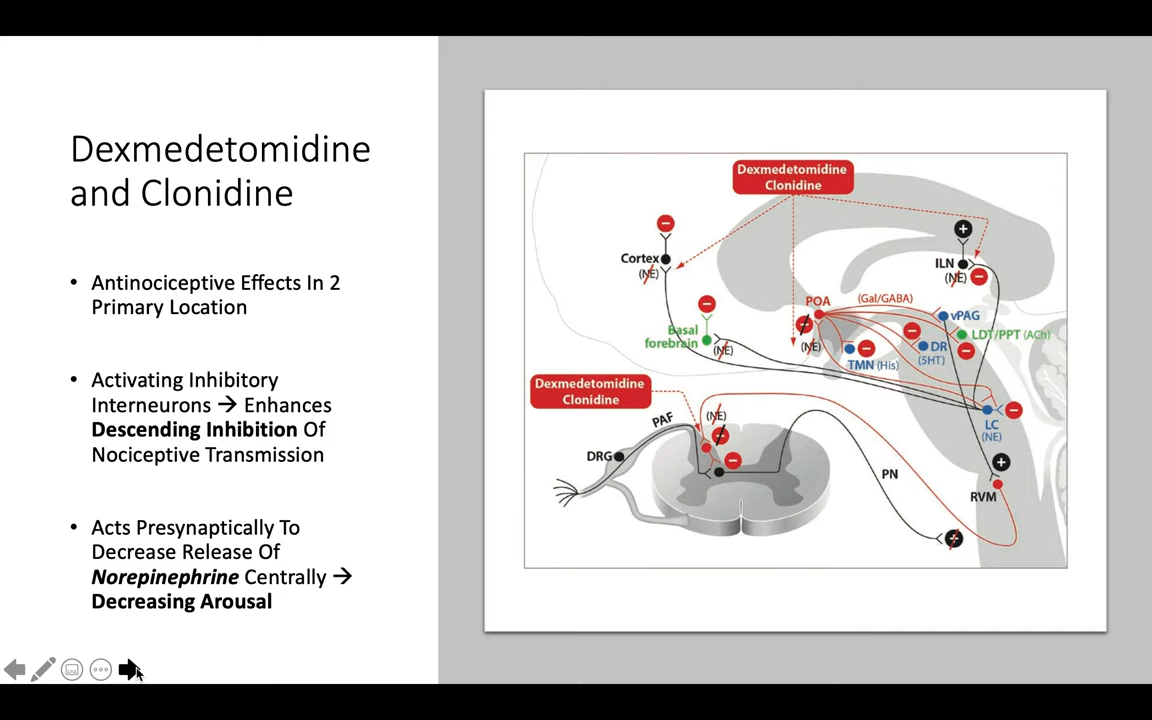 Dexmedetomidine
and Clonidine
• Antinociceptive Effects In 2
Primary Location
• Activating Inhibitory
Interneurons → Enhances
Descending Inhibition Of
Nociceptive Transmission
• Acts Presynaptically To
Decrease Release Of
Norepinephrine Centrally →
Decreasing Arousal
Dexmedetomidine
Clonidine
Cortex
(NE)
ILN
(NE)
POA
(Gal/GABA)
(NE)
vPAG
LDT/PPT (ACh)
Basal
forebrain
(NE)
DR
(5HT)
TMN (His)
LC
(NE)
Dexmedetomidine
Clonidine
PAF
(NE)
DRG
PN
RVM